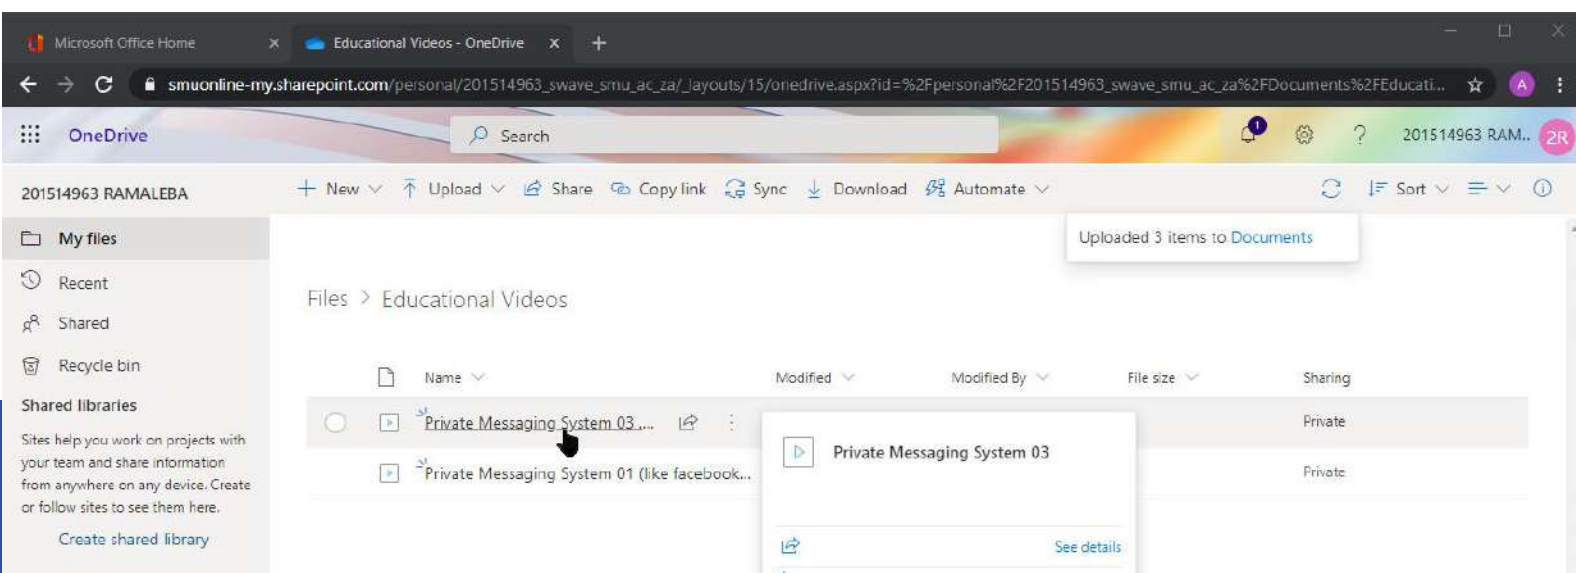 Microsoft Office Home
Educational Videos - OneDrive
smuonline-my.sharepoint.com/personal/201514963_swave_smu_ac_za/_layouts/15/onedrive.aspx?id=%2Fpersonal%2F201514963_swave_smu_ac_za%2FDocuments%2FEducati...
A
OneDrive
Search
1
201514963 RAM..
2R
201514963 RAMALEBA
New
Upload
Share
Copy link
Sync
Download
Automate
Sort
My files
Recent
Shared
Recycle bin
Shared libraries
Sites help you work on projects with
your team and share information
from anywhere on any device. Create
or follow sites to see them here.
Create shared library
Uploaded 3 items to Documents
Files > Educational Videos
Name Modified Modified By File size Sharing
Private Messaging System 03 .... Private
Private Messaging System 01 (like facebook... Private
Private Messaging System 03
See details